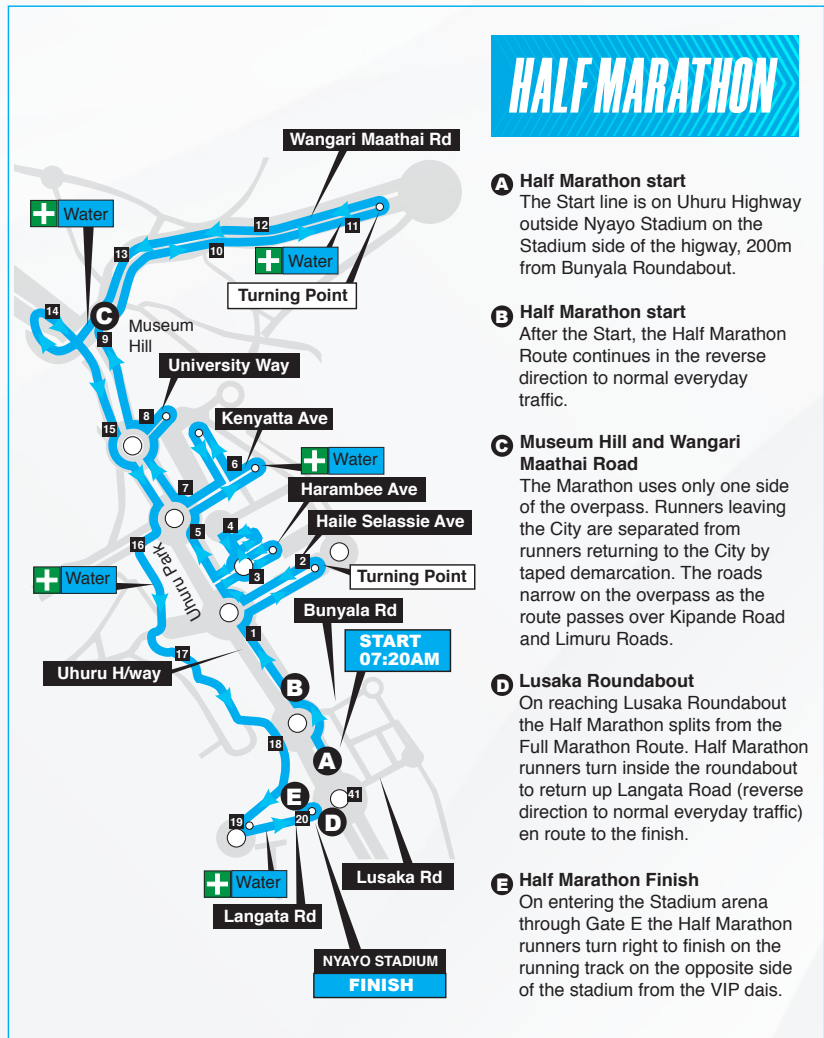 HALF MARATHON
Wangari Maathai Rd
Water
12
11
13
10
Water
Turning Point
14
C
Museum
Hill
9
University Way
8
15
Kenyatta Ave
6
Water
7
Harambee Ave
4
5
Haile Selassie Ave
16
2
3
Turning Point
Water
Uhuru Park
Bunyala Rd
1
START
07:20AM
17
Uhuru H/way
B
18
A
E
41
19
20
D
Water
Lusaka Rd
Langata Rd
NYAYO STADIUM
FINISH
A Half Marathon start
The Start line is on Uhuru Highway
outside Nyayo Stadium on the
Stadium side of the higway, 200m
from Bunyala Roundabout.
B Half Marathon start
After the Start, the Half Marathon
Route continues in the reverse
direction to normal everyday
traffic.
C Museum Hill and Wangari
Maathai Road
The Marathon uses only one side
of the overpass. Runners leaving
the City are separated from
runners returning to the City by
taped demarcation. The roads
narrow on the overpass as the
route passes over Kipande Road
and Limuru Roads.
D Lusaka Roundabout
On reaching Lusaka Roundabout
the Half Marathon splits from the
Full Marathon Route. Half Marathon
runners turn inside the roundabout
to return up Langata Road (reverse
direction to normal everyday traffic)
en route to the finish.
E Half Marathon Finish
On entering the Stadium arena
through Gate E the Half Marathon
runners turn right to finish on the
running track on the opposite side
of the stadium from the VIP dais.